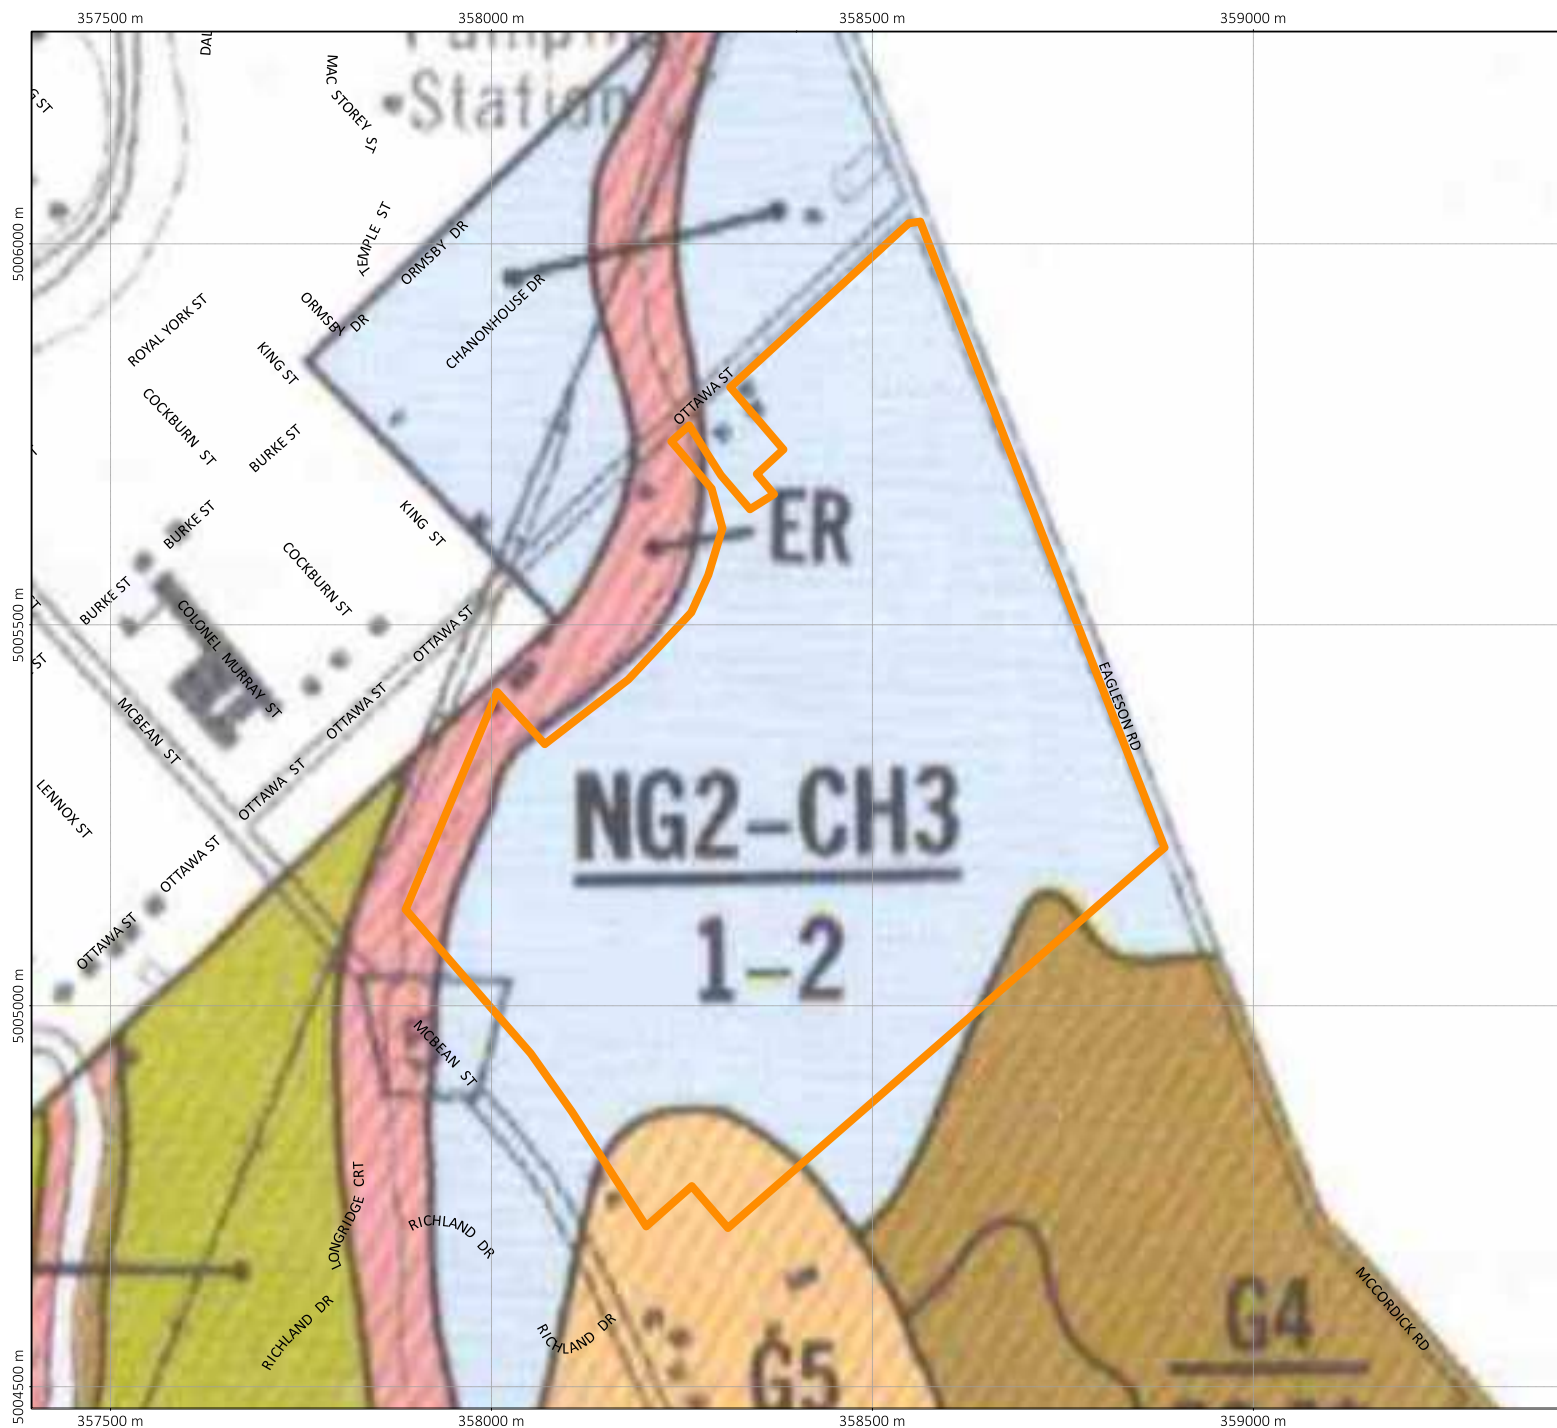 357500 m
358000 m
358500 m
359000 m
DAL
MAC STOREY ST
G ST
Station
5006000 m
TEMPLE ST
ORMSBY DR
CHANONHOUSE DR
ORMSBY DR
ROYAL YORK ST
KING ST
COCKBURN ST
OTTAWA ST
BURKE ST
ER
KING ST
BURKE ST
COCKBURN ST
BURKE ST
5005500 m
COLONEL MURRAY ST
OTTAWA ST
ST
EAGLESON RD
MCBEAN ST
OTTAWA ST
NG2-CH3
LENNOX ST
OTTAWA ST
OTTAWA ST
1-2
OTTAWA ST
5005000 m
MCBEAN ST
LONGRIDGE CRT
RICHLAND DR
G4
MCCORDICK RD
RICHLAND DR
RICHLAND DR
G5
5004500 m
357500 m
358000 m
358500 m
359000 m